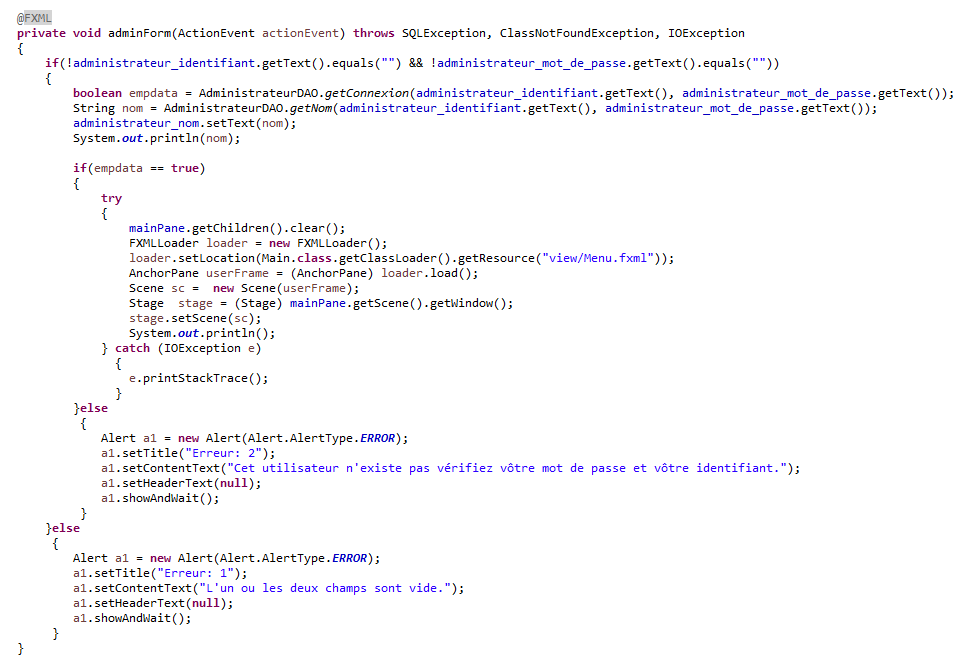 @FXML
private void adminForm(ActionEvent actionEvent) throws SQLException, ClassNotFoundException, IOException
{
    if(!administrateur_identifiant.getText().equals("") && !administrateur_mot_de_passe.getText().equals(""))
    {
        boolean empdata = AdministrateurDAO.getConnexion(administrateur_identifiant.getText(), administrateur_mot_de_passe.getText());
        String nom = AdministrateurDAO.getNom(administrateur_identifiant.getText(), administrateur_mot_de_passe.getText());
        administrateur_nom.setText(nom);
        System.out.println(nom);

        if(empdata == true)
        {
            try
            {
                mainPane.getChildren().clear();
                FXMLLoader loader = new FXMLLoader();
                loader.setLocation(Main.class.getClassLoader().getResource("view/Menu.fxml"));
                AnchorPane userFrame = (AnchorPane) loader.load();
                Scene sc =  new Scene(userFrame);
                Stage  stage = (Stage) mainPane.getScene().getWindow();
                stage.setScene(sc);
                System.out.println();
            } catch (IOException e)
              {
                e.printStackTrace();
              }
        }else
         {
            Alert a1 = new Alert(Alert.AlertType.ERROR);
            a1.setTitle("Erreur: 2");
            a1.setContentText("Cet utilisateur n'existe pas vérifiez vôtre mot de passe et vôtre identifiant.");
            a1.setHeaderText(null);
            a1.showAndWait();
         }
    }else
     {
        Alert a1 = new Alert(Alert.AlertType.ERROR);
        a1.setTitle("Erreur: 1");
        a1.setContentText("L'un ou les deux champs sont vide.");
        a1.setHeaderText(null);
        a1.showAndWait();
     }
}